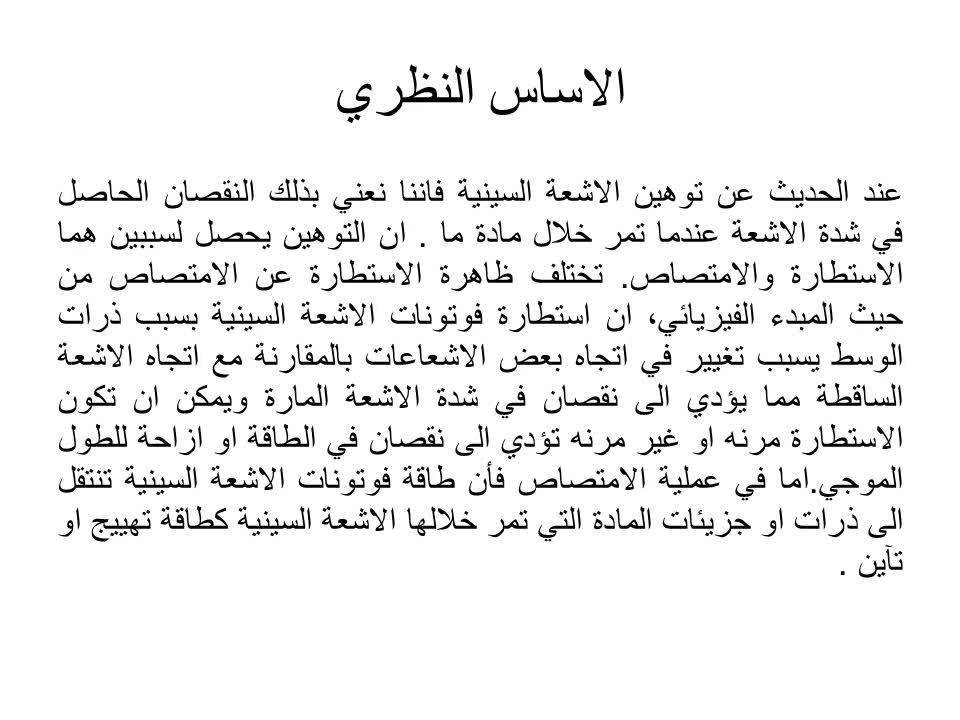 الاساس النظري
عند الحديث عن توهين الاشعة السينية فاننا نعني بذلك النقصان الحاصل
في شدة الاشعة عندما تمر خلال مادة ما . ان التوهين يحصل لسببين هما
الاستطارة والامتصاص. تختلف ظاهرة الاستطارة عن الامتصاص من
حيث المبدء الفيزيائي، ان استطارة فوتونات الاشعة السينية بسبب ذرات
الوسط يسبب تغيير في اتجاه بعض الاشعاعات بالمقارنة مع اتجاه الاشعة
الساقطة مما يؤدي الى نقصان في شدة الاشعة المارة ويمكن ان تكون
الاستطارة مرنه او غير مرنه تؤدي الى نقصان في الطاقة او ازاحة للطول
الموجي.اما في عملية الامتصاص فأن طاقة فوتونات الاشعة السينية تنتقل
الى ذرات او جزيئات المادة التي تمر خلالها الاشعة السينية كطاقة تهييج او
تآين .